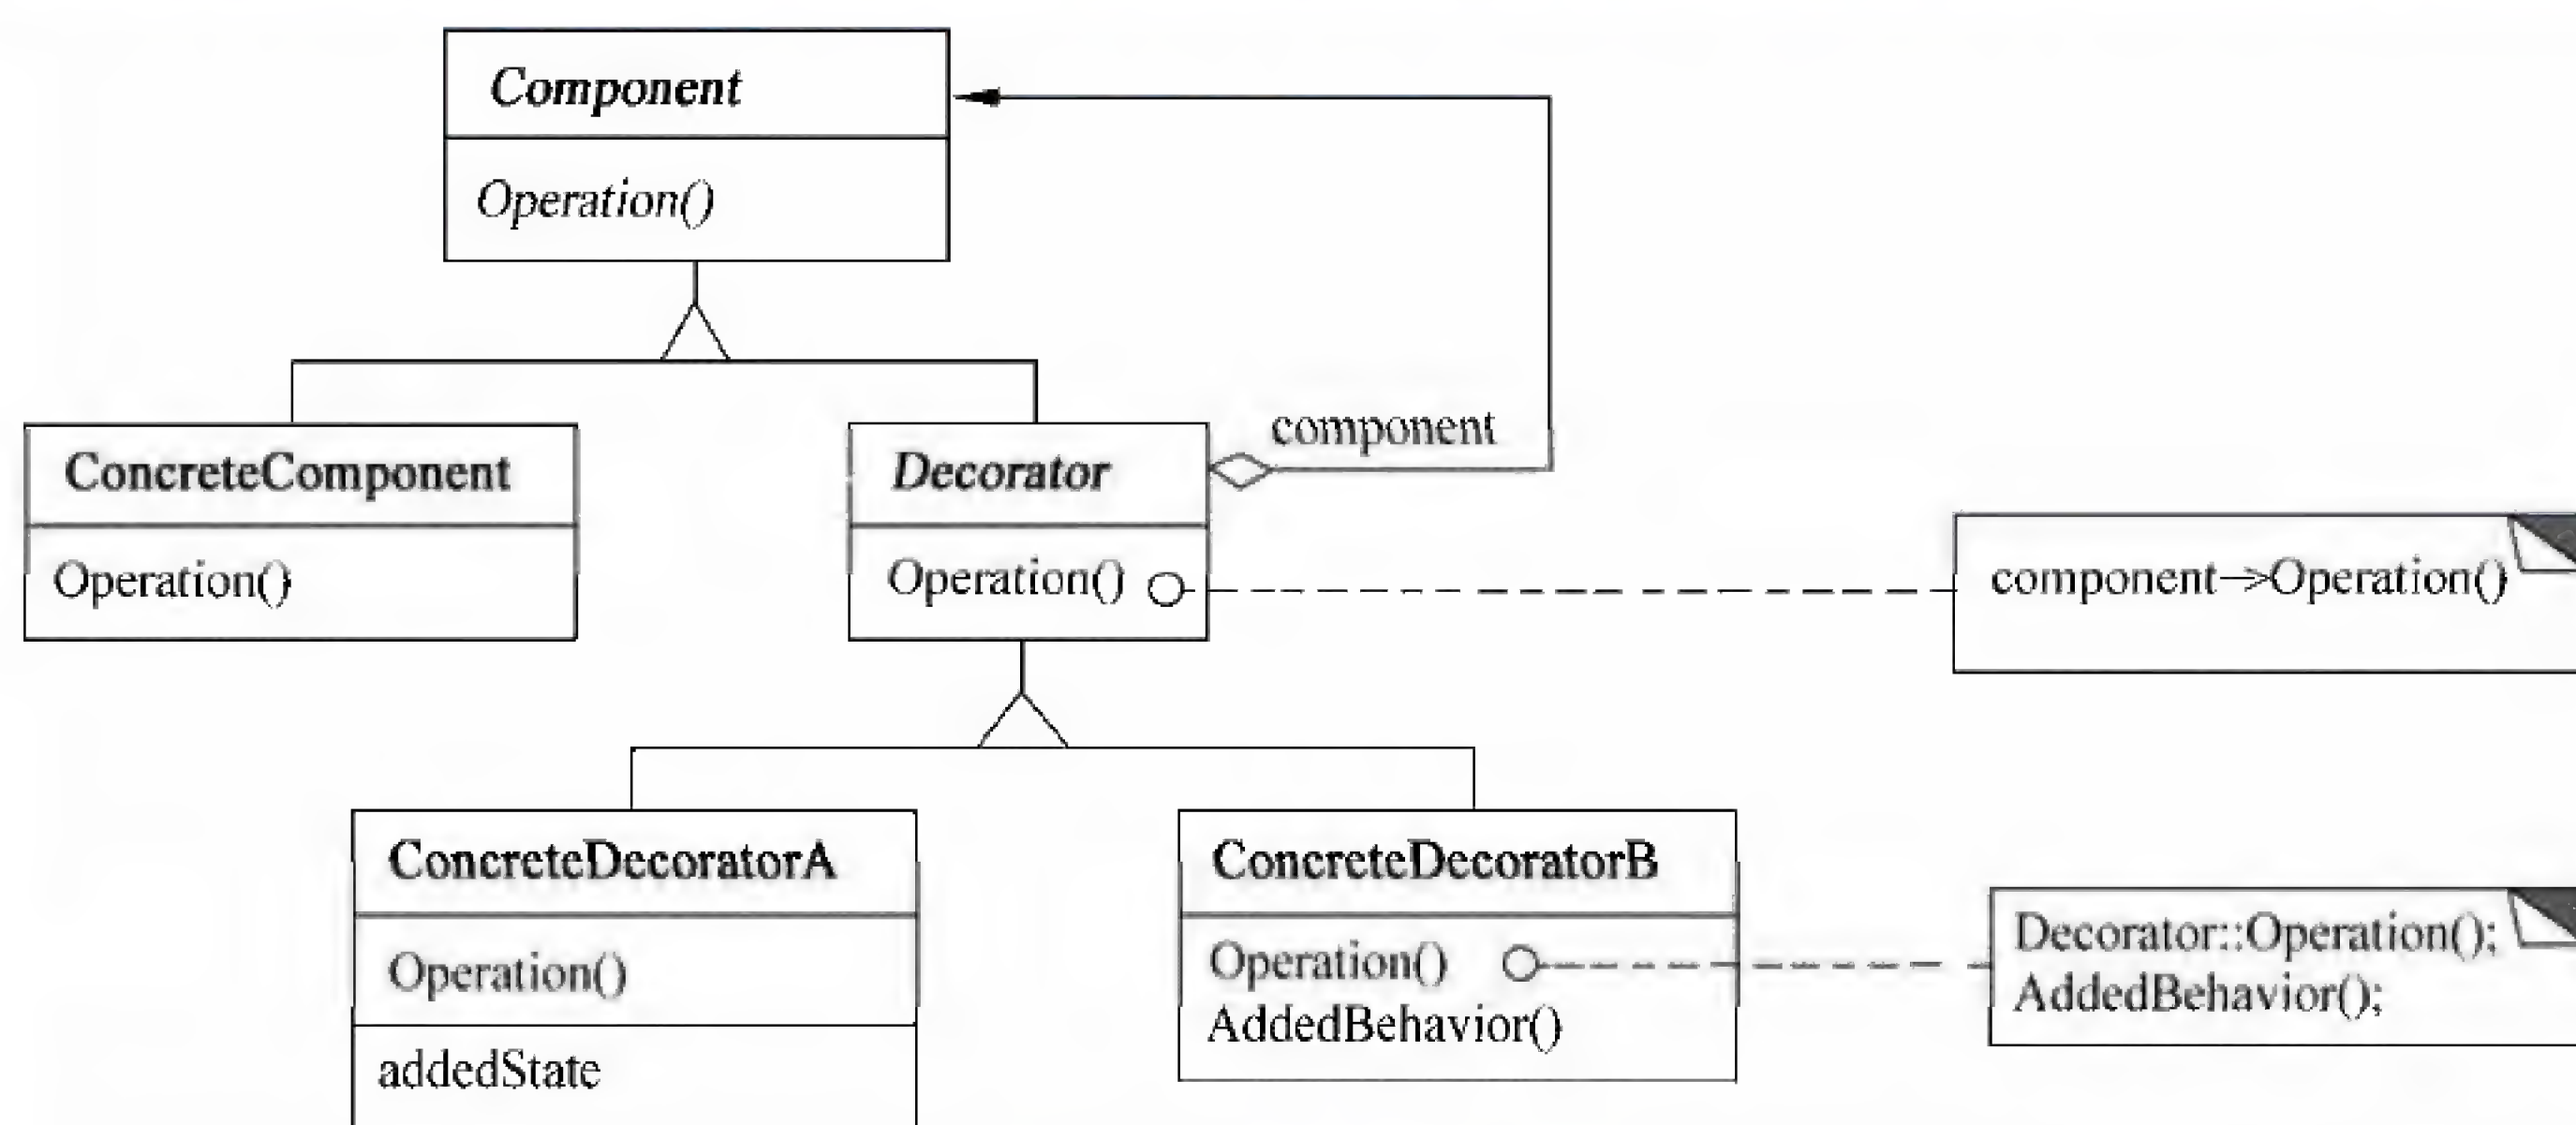 Component
Operation()
component
ConcreteComponent
Decorator
Operation()
Operation()
component->Operation()
ConcreteDecoratorA
ConcreteDecoratorB
Operation()
addedState
Operation()
AddedBehavior()
Decorator::Operation();
AddedBehavior();